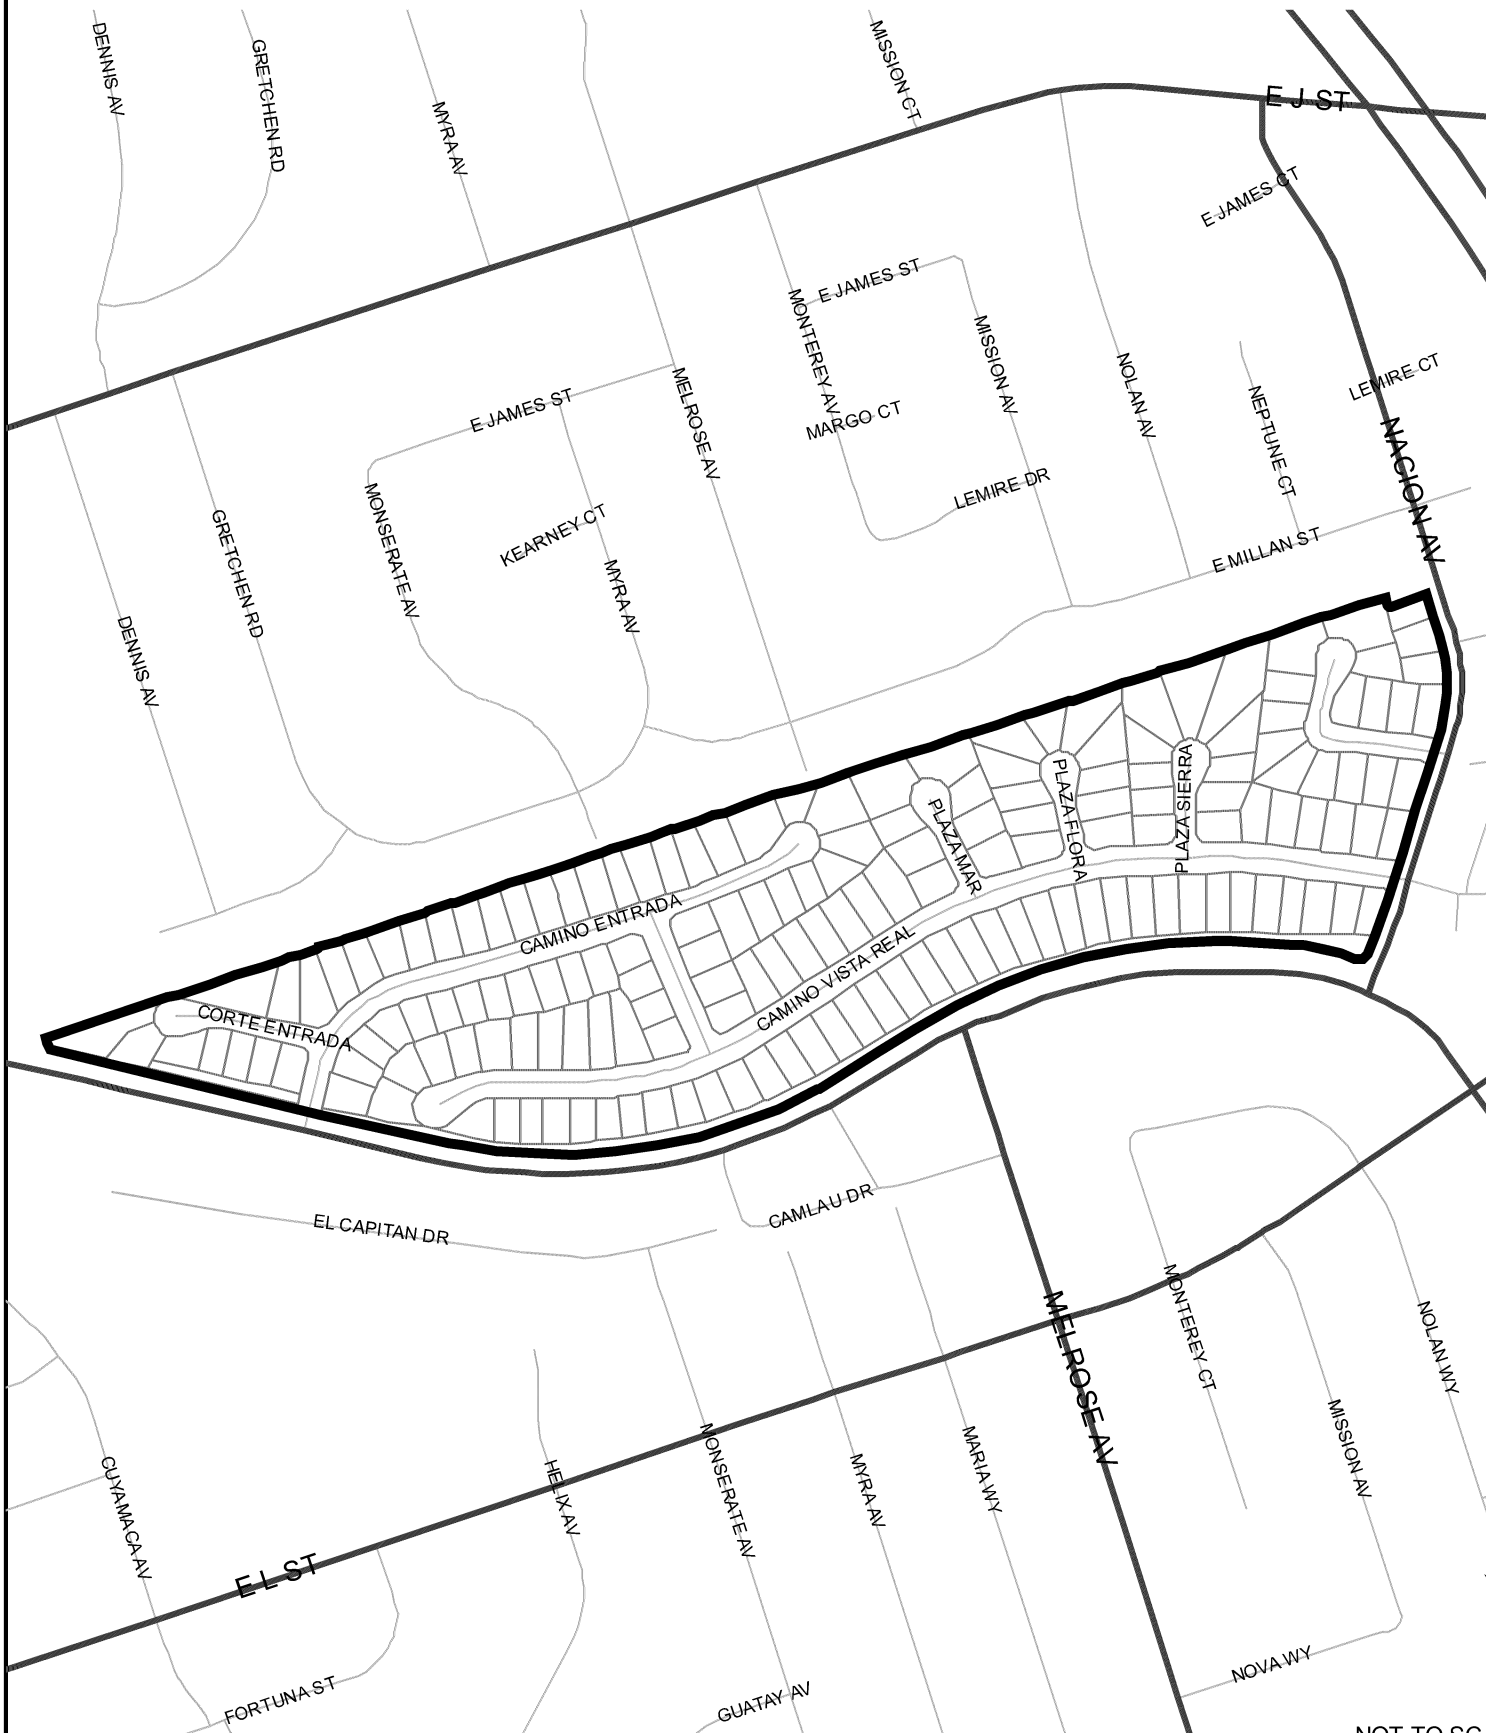 DENNIS AV
GRETCHEN RD
MYRA AV
MISSION CT
E J ST
E JAMES CT
E JAMES ST
MONTEREY AV
MISSION AV
NOLAN AV
LEMIRE CT
E JAMES ST
MELROSE AV
MARGO CT
NEPTUNE CT
NACION AV
MONSERATE AV
LEMIRE DR
GRETCHEN RD
KEARNEY CT
E MILLAN ST
MYRA AV
DENNIS AV
PLAZA SIERRA
PLAZA FLORA
PLAZA MAR
CAMINO ENTRADA
CAMINO VISTA REAL
CORTE ENTRADA
CAMLAU DR
EL CAPITAN DR
MONTEREY CT
MELROSE AV
NOLAN WY
MISSION AV
MONSERATE AV
MARIA WY
MYRA AV
CUYAMACA AV
HELIX AV
E L ST
NOVA WY
FORTUNA ST
GUATAY AV
NOT TO SC